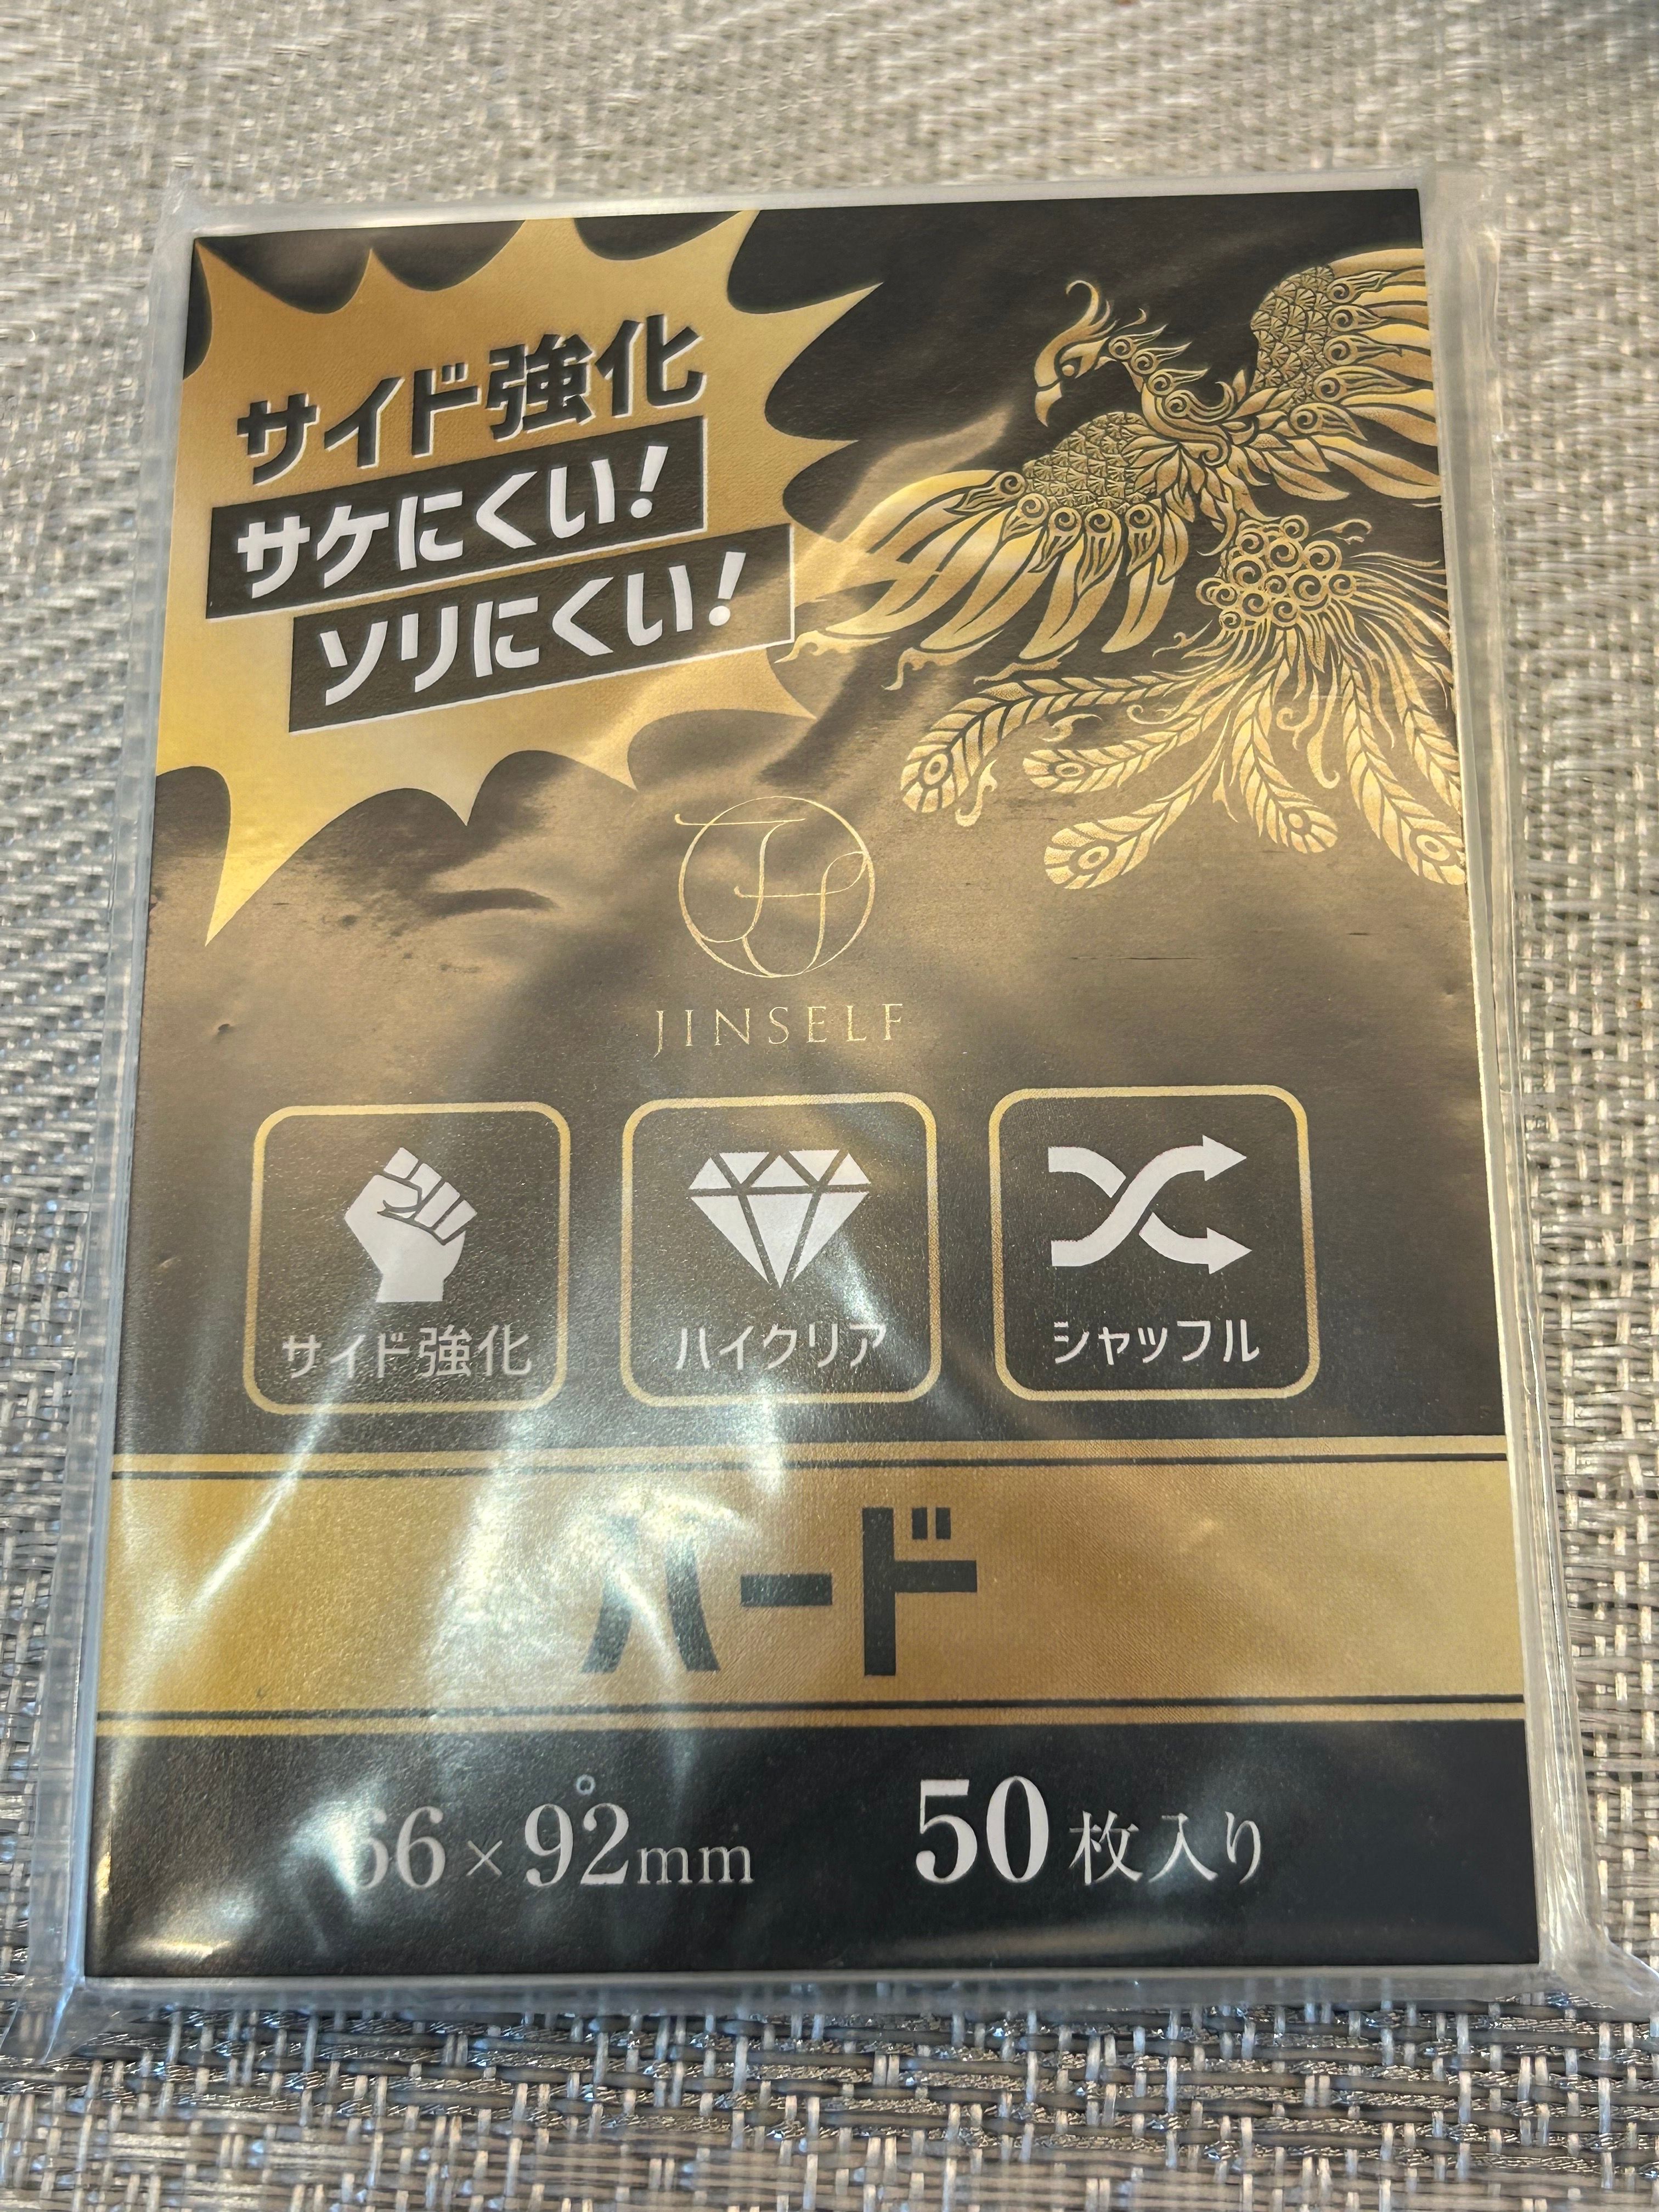 サイド強化
サケにくい!
ソリにくい!
JINSELF
サイド強化
ハイクリア
シャッフル
ハード
66×92mm
50枚入り